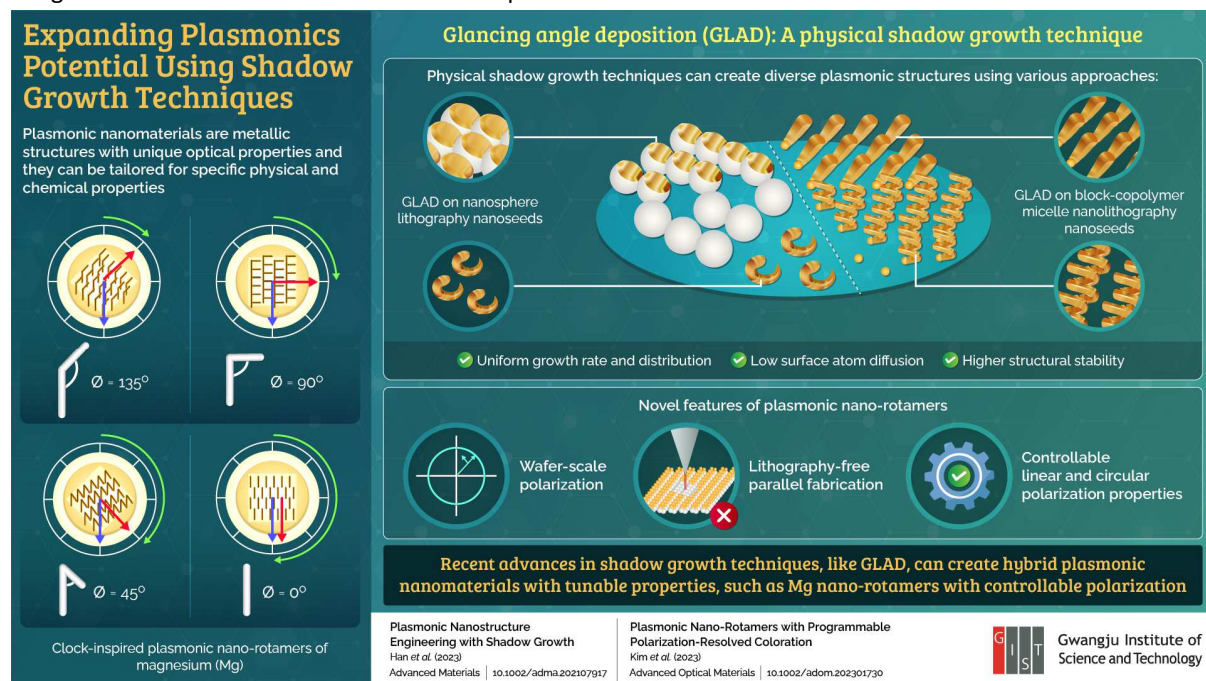 Expanding Plasmonics
Potential Using Shadow
Growth Techniques
Plasmonic nanomaterials are metallic
structures with unique optical properties and
they can be tailored for specific physical and
chemical properties
Ø = 135°
Ø = 90°
Ø = 45°
Ø = 0°
Clock-inspired plasmonic nano-rotamers of
magnesium (Mg)
Glancing angle deposition (GLAD): A physical shadow growth technique
Physical shadow growth techniques can create diverse plasmonic structures using various approaches:
GLAD on nanosphere
lithography nanoseeds
GLAD on block-copolymer
micelle nanolithography
nanoseeds
Uniform growth rate and distribution
Low surface atom diffusion
Higher structural stability
Novel features of plasmonic nano-rotamers
Wafer-scale
polarization
Lithography-free
parallel fabrication
Controllable
linear and circular
polarization properties
Recent advances in shadow growth techniques, like GLAD, can create hybrid plasmonic
nanomaterials with tunable properties, such as Mg nano-rotamers with controllable polarization
Plasmonic Nanostructure
Engineering with Shadow Growth
Han et al. (2023)
Advanced Materials | 10.1002/adma.202107917
Plasmonic Nano-Rotamers with Programmable
Polarization-Resolved Coloration
Kim et al. (2023)
Advanced Optical Materials | 10.1002/adom.202301730
GIST
Gwangju Institute of
Science and Technology